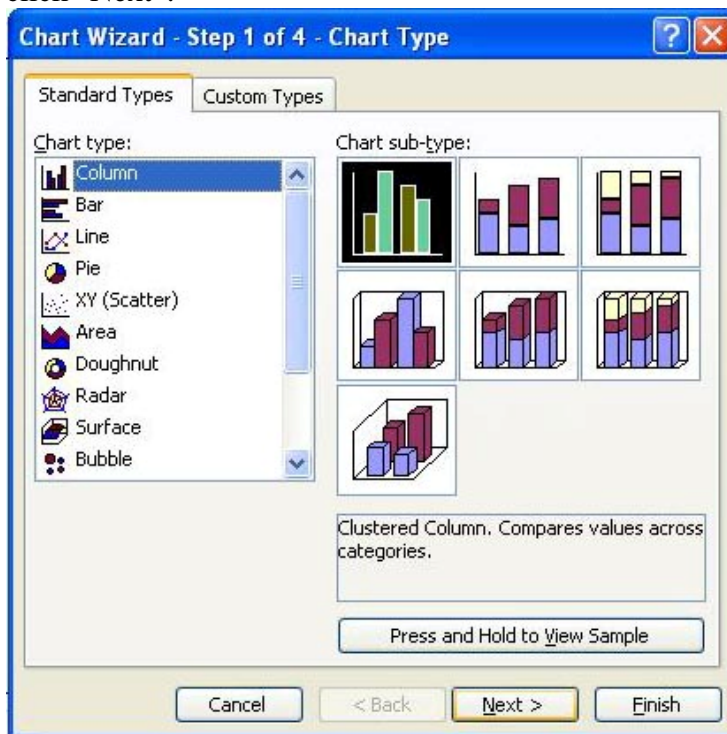 Chart Wizard - Step 1 of 4 - Chart Type
Standard Types
Custom Types
Chart type:
Column
Bar
Line
Pie
XY (Scatter)
Area
Doughnut
Radar
Surface
Bubble
Chart sub-type:
Clustered Column. Compares values across
categories.
Press and Hold to View Sample
Cancel
< Back
Next >
Finish